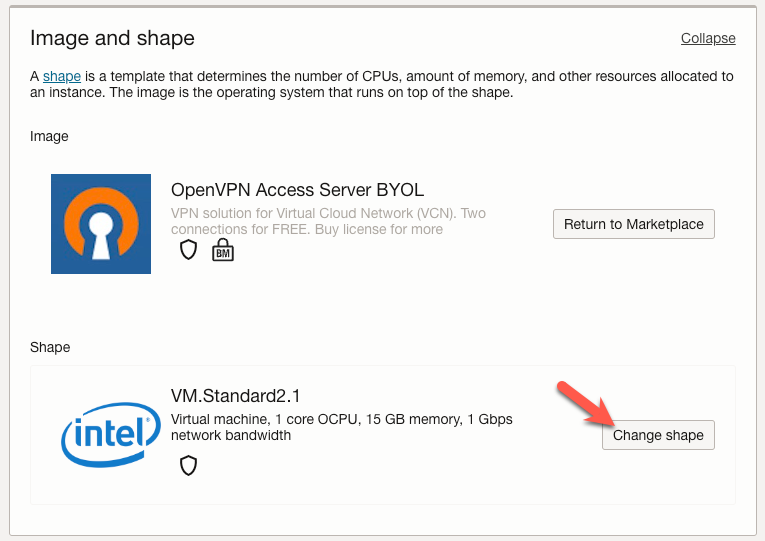 Image and shape
Collapse
A shape is a template that determines the number of CPUs, amount of memory, and other resources allocated to
an instance. The image is the operating system that runs on top of the shape.
Image
OpenVPN Access Server BYOL
VPN solution for Virtual Cloud Network (VCN). Two
connections for FREE. Buy license for more
BM
Return to Marketplace
Shape
VM.Standard2.1
intel
Virtual machine, 1 core OCPU, 15 GB memory, 1 Gbps
network bandwidth
Change shape